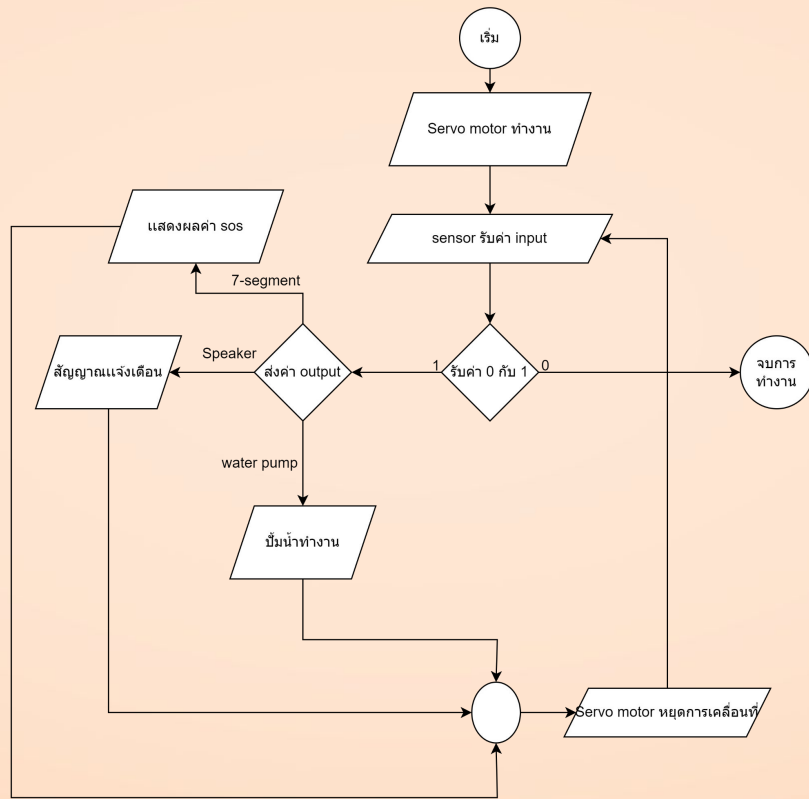 เริ่ม
Servo motor ทำงาน
แสดงผลค่า sos
sensor รับค่า input
7-segment
Speaker
สัญญาณแจ้งเตือน
ส่งค่า output
1
รับค่า 0 กับ 1
0
จบการ
ทำงาน
water pump
ปั๊มน้ำทำงาน
Servo motor หยุดการเคลื่อนที่